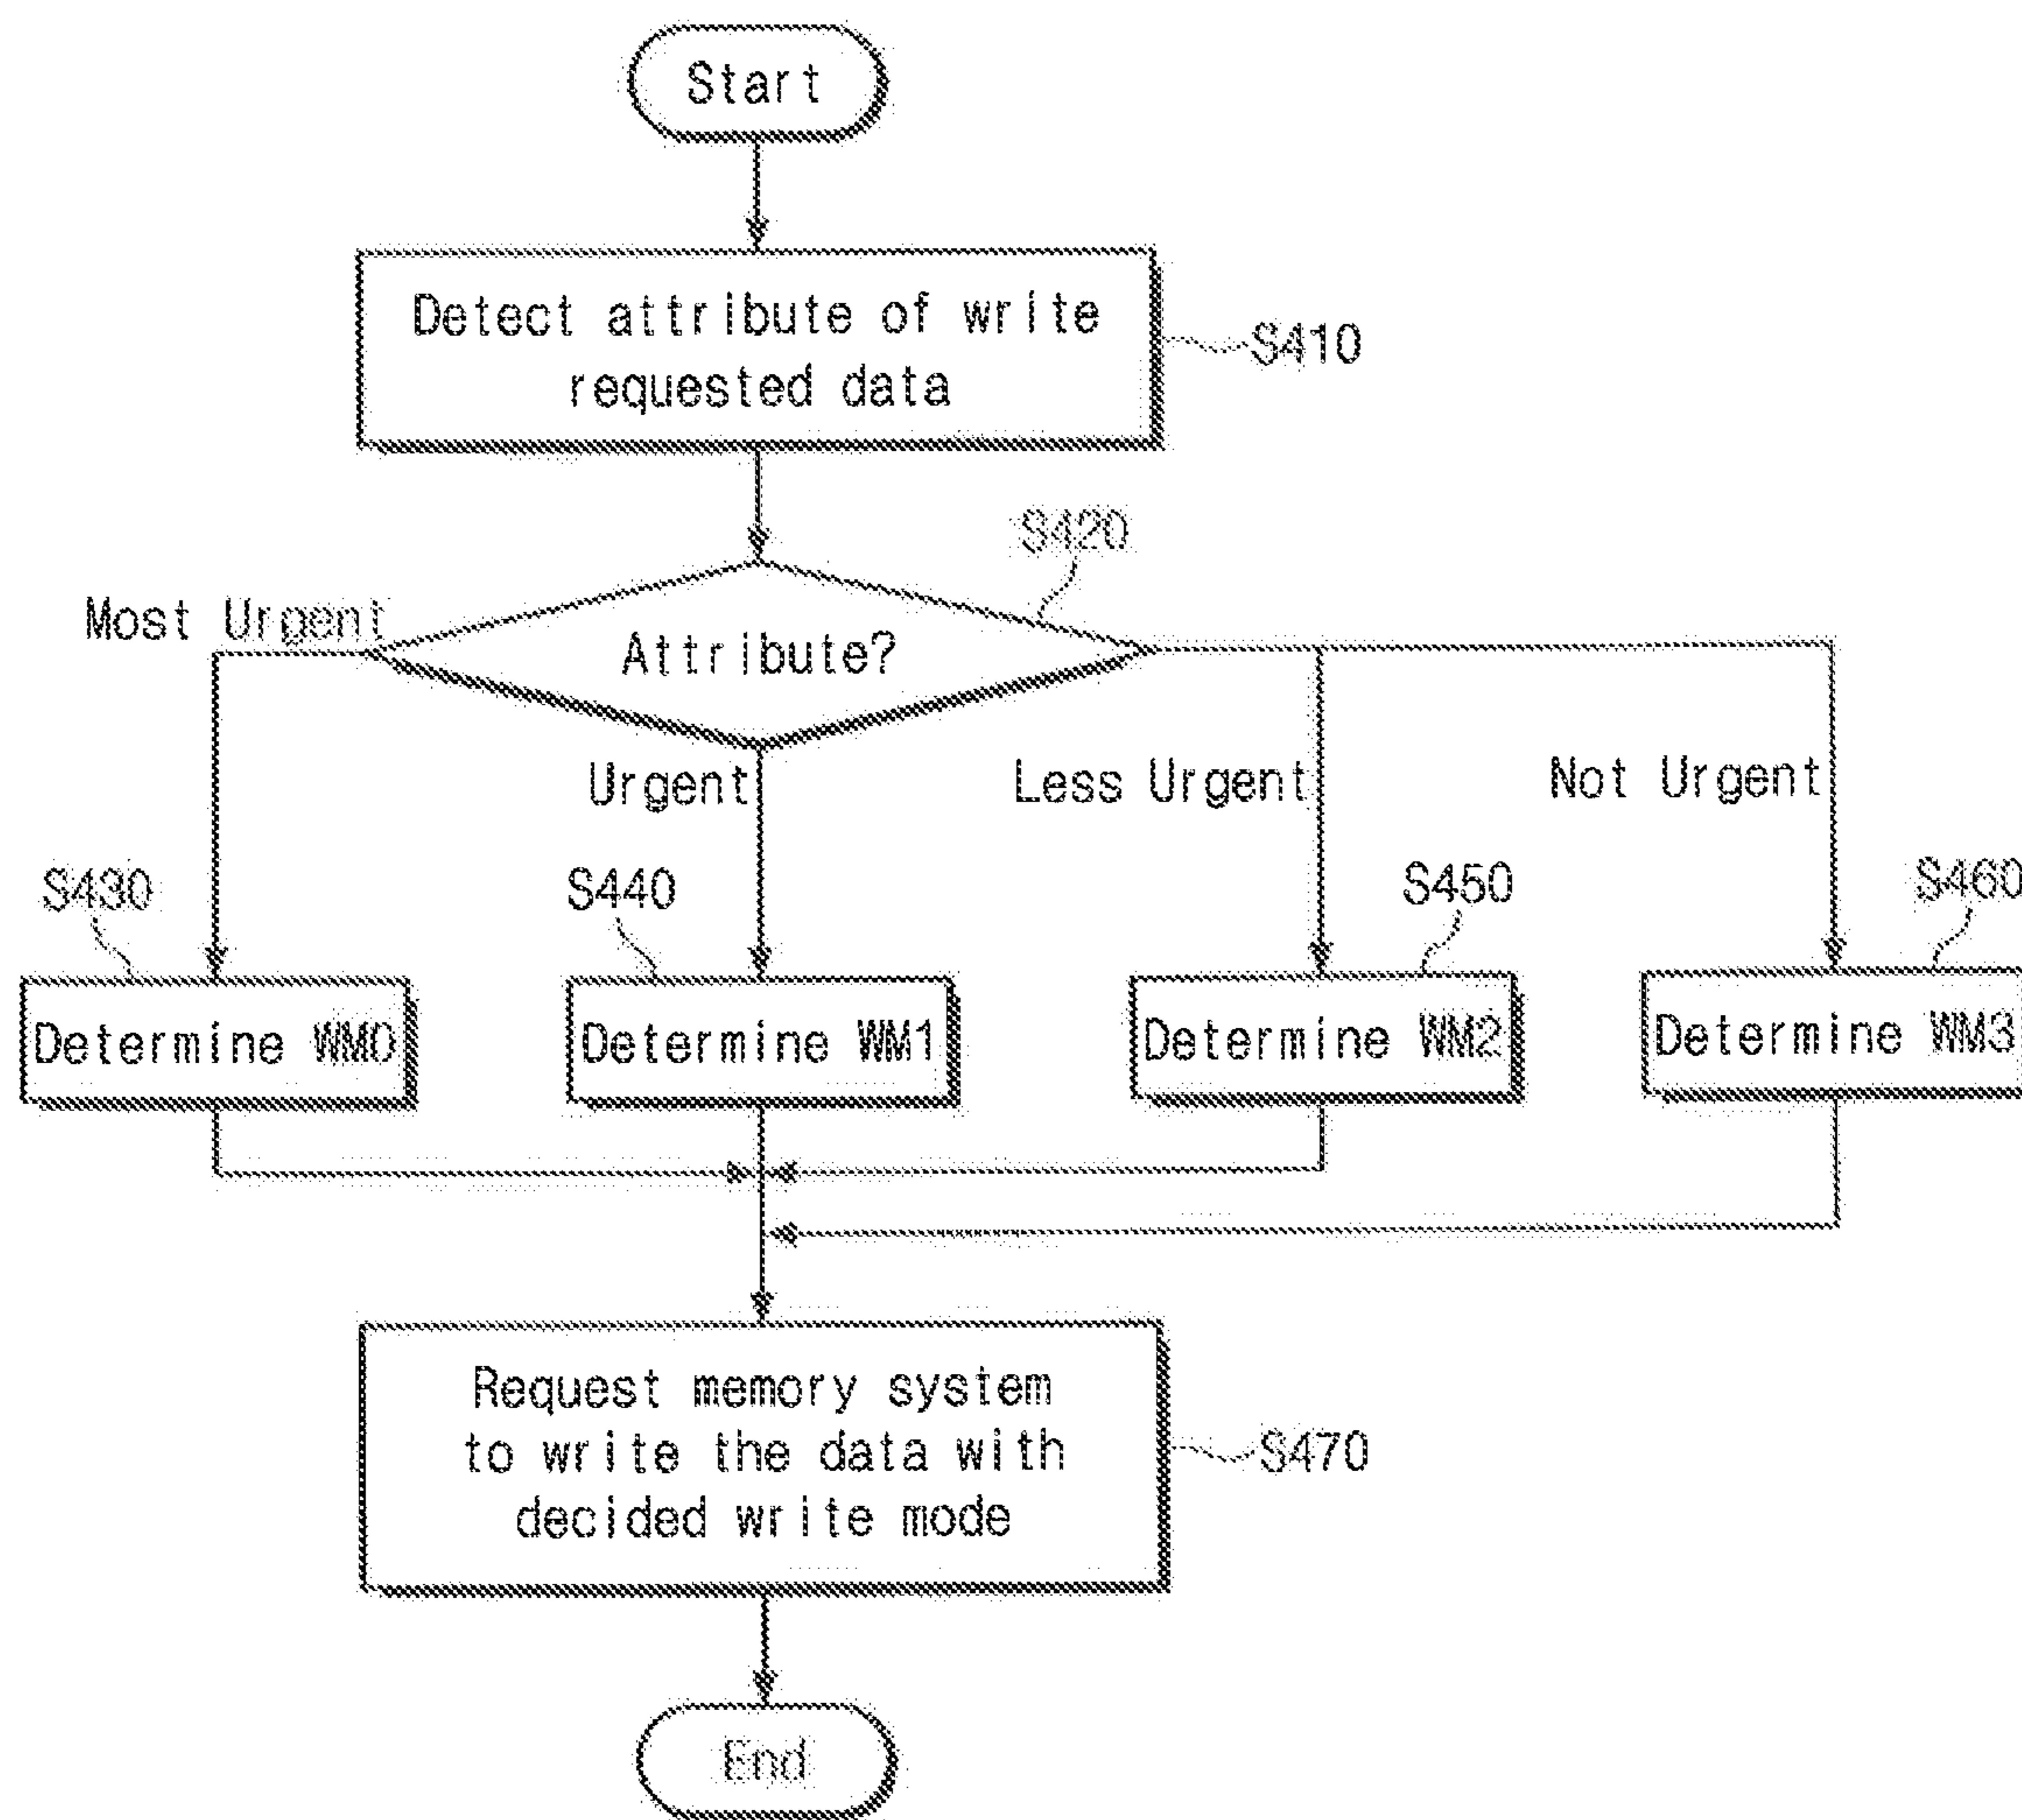 Start
Detect attribute of write
requested data
S410
S420
Most Urgent
Attribute?
Urgent
Less Urgent
Not Urgent
S430
S440
S450
S460
Determine WM0
Determine WM1
Determine WM2
Determine WM3
Request memory system
to write the data with
decided write mode
S470
End